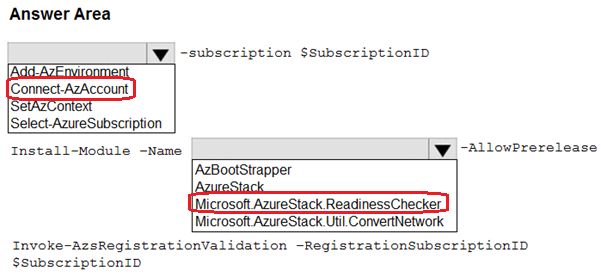 Answer Area
-subscription $SubscriptionID
Add-AzEnvironment
Connect-AzAccount
SetAzContext
Select-AzureSubscription
Install-Module -Name
-AllowPrerelease
AzBootStrapper
AzureStack
Microsoft.AzureStack.ReadinessChecker
Microsoft.AzureStack.Util.ConvertNetwork
Invoke-AzsRegistrationValidation -RegistrationSubscriptionID
$SubscriptionID